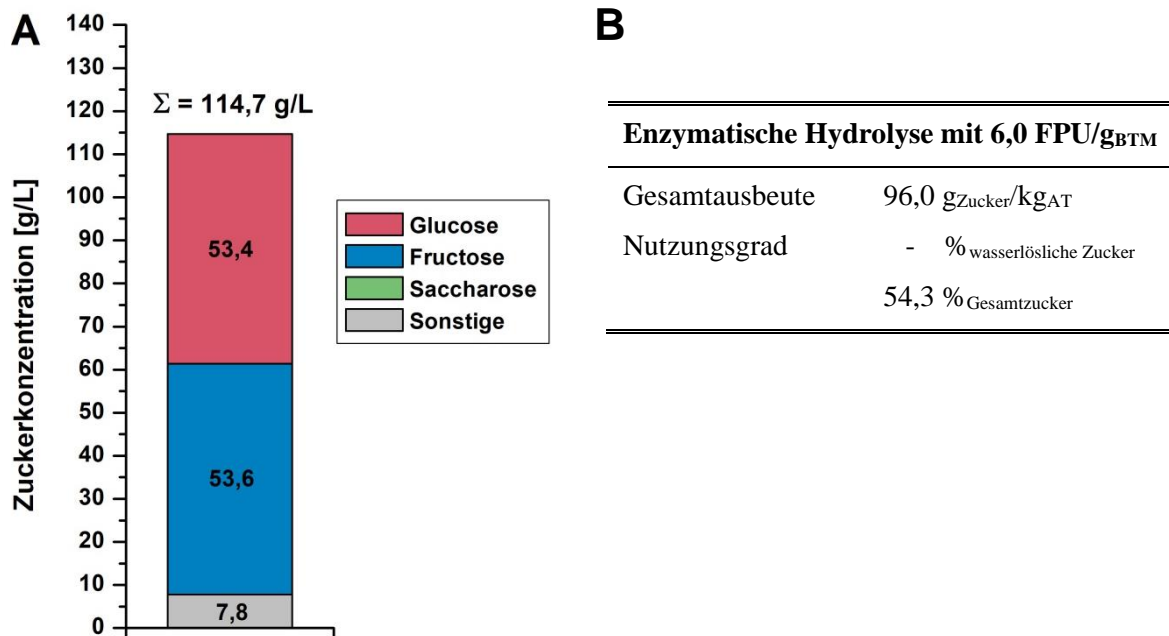 A
Zuckerkonzentration [g/L]
140
130
120
110
100
90
80
70
60
50
40
30
20
10
0
Σ = 114,7 g/L
53,4
53,6
7,8
Glucose
Fructose
Saccharose
Sonstige
B
Enzymatische Hydrolyse mit 6,0 FPU/gBTM
Gesamtausbeute 96,0 gZucker/kgAT
Nutzungsgrad - %wasserlösliche Zucker
54,3 %Gesamtzucker